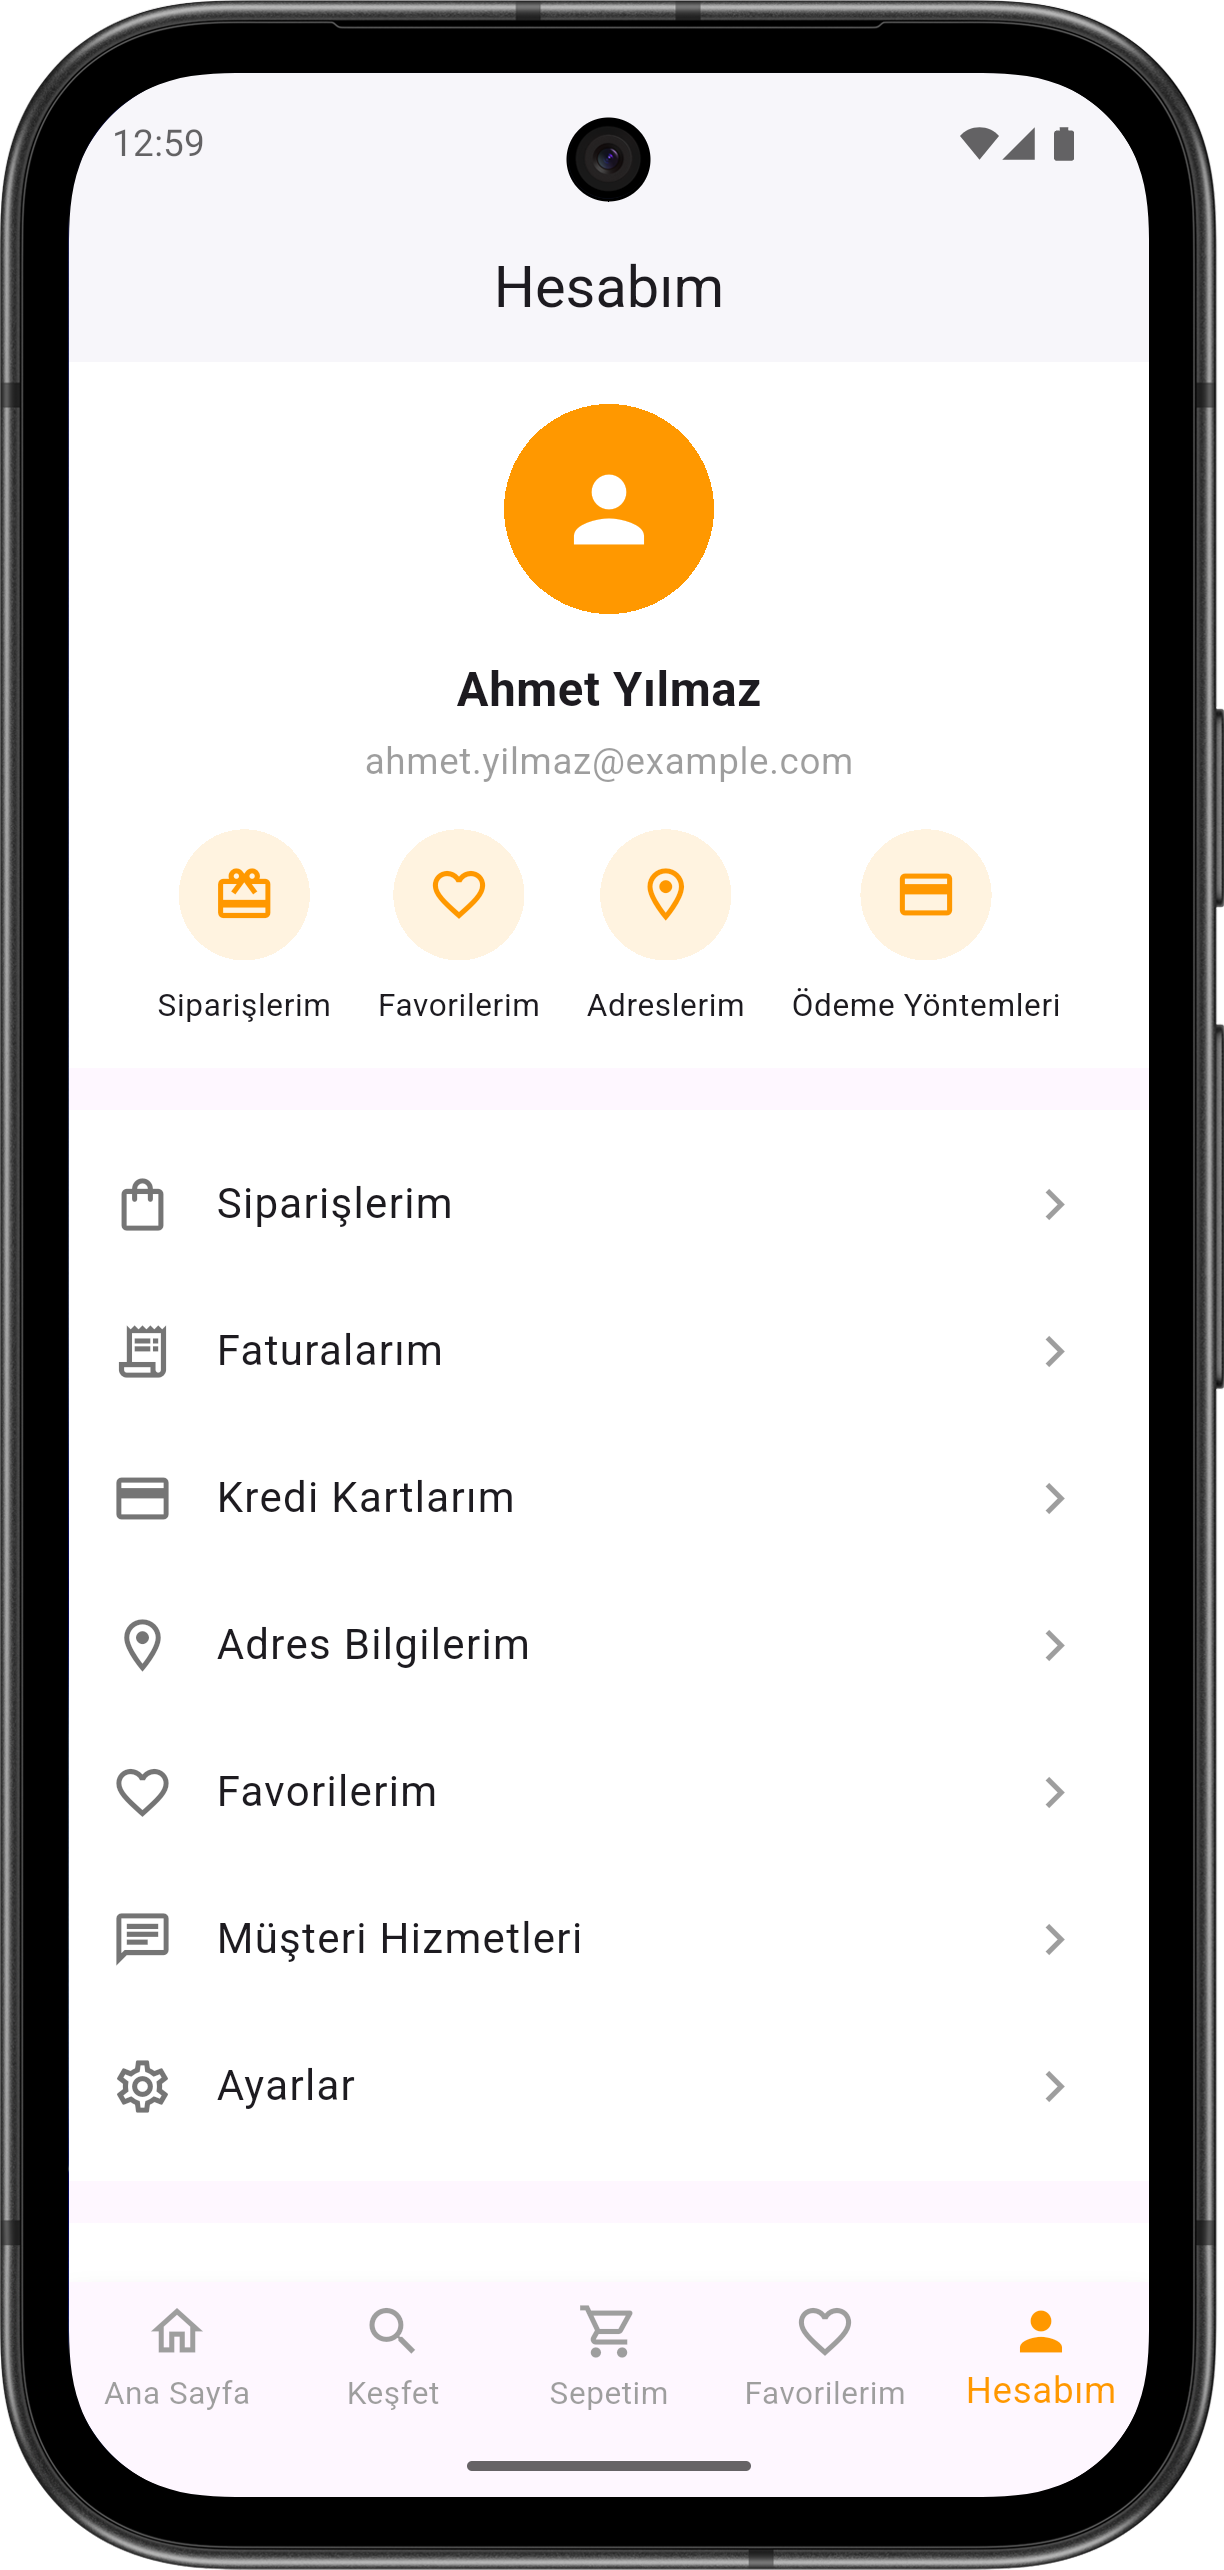 12:59
Hesabım
Ahmet Yılmaz
ahmet.yilmaz@example.com
Siparişlerim Favorilerim Adreslerim Ödeme Yöntemleri
Siparişlerim
Faturalarım
Kredi Kartlarım
Adres Bilgilerim
Favorilerim
Müşteri Hizmetleri
Ayarlar
Ana Sayfa Keşfet Sepetim Favorilerim Hesabım